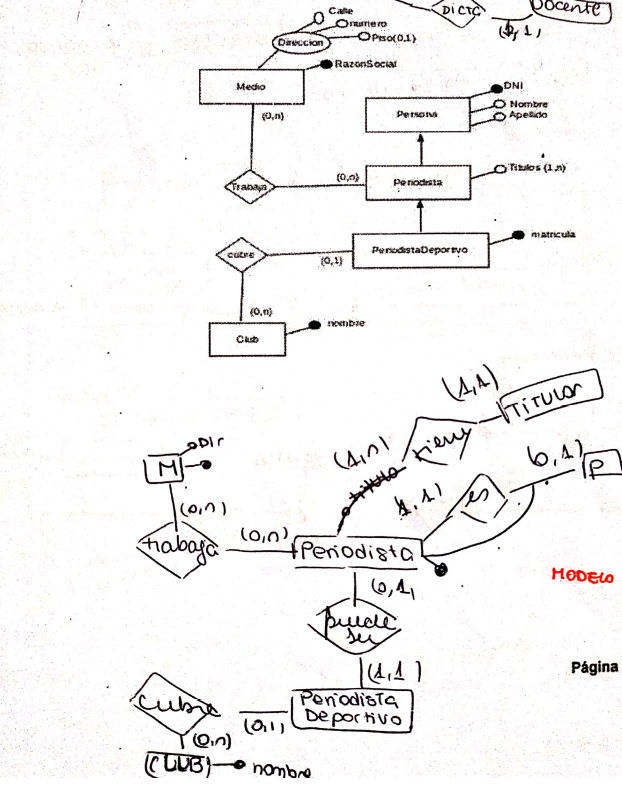 DICTA
Docente
(0,1,
Calle
numero
Piso(0,1)
Direccion
RazonSocial
Medio
(0,n)
DNI
Nombre
Apellido
Persona
Trabaja
(0,n)
Periodista
Titulos (1,n)
cubre
(0,1)
PeriodistaDeportivo
matricula
(0,n)
nombre
Club
(1,1)
TITULOS
(1,n)
tiene
titulo
DIr
M
(0,n)
1,1)
es
0,1)
P
trabaja
(0,n)
Periodista
(0,1,
MODELO
puede
ser
Página
(1,1)
Cubre
(0,1)
Periodista
Deportivo
(0,n)
CLUB
nombre